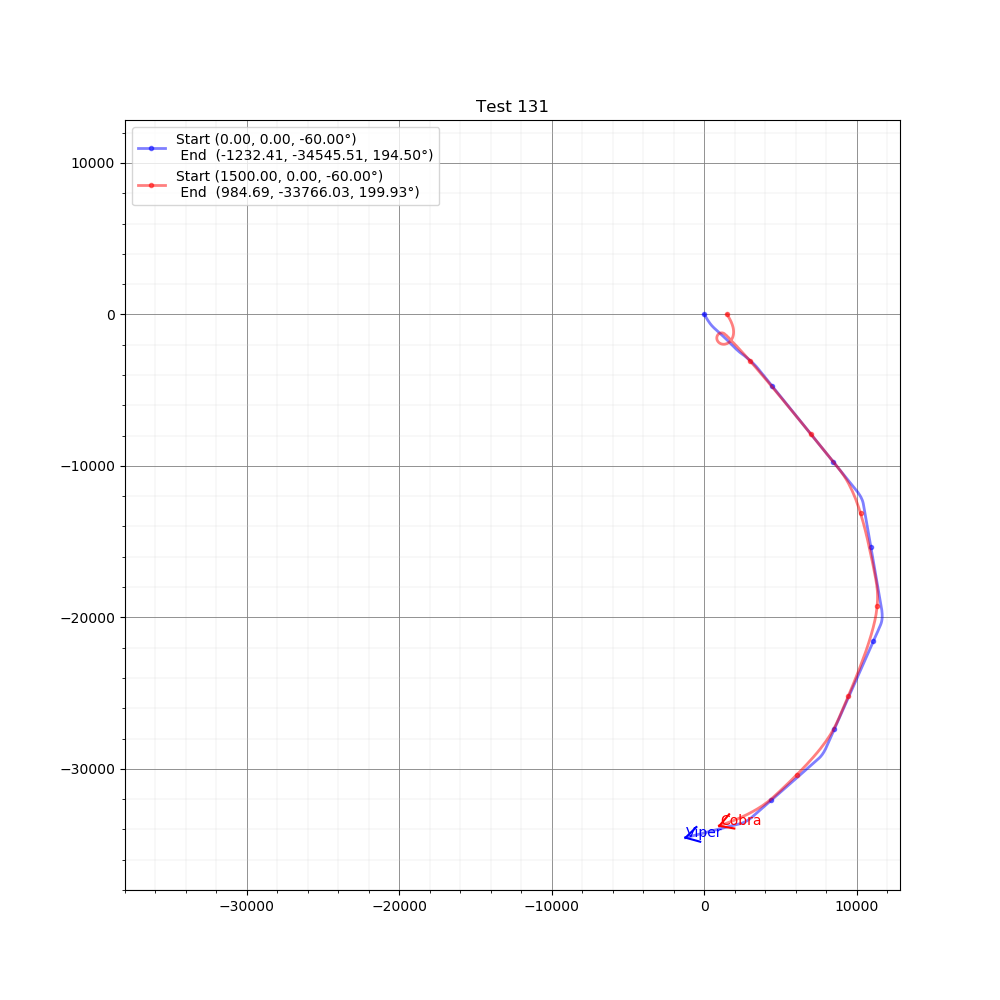 Test 131
Start (0.00, 0.00, -60.00°)
End (-1232.41, -34545.51, 194.50°)
Start (1500.00, 0.00, -60.00°)
End (984.69, -33766.03, 199.93°)
10000
0
−10000
−20000
−30000
Cobra
Viper
−30000
−20000
−10000
0
10000